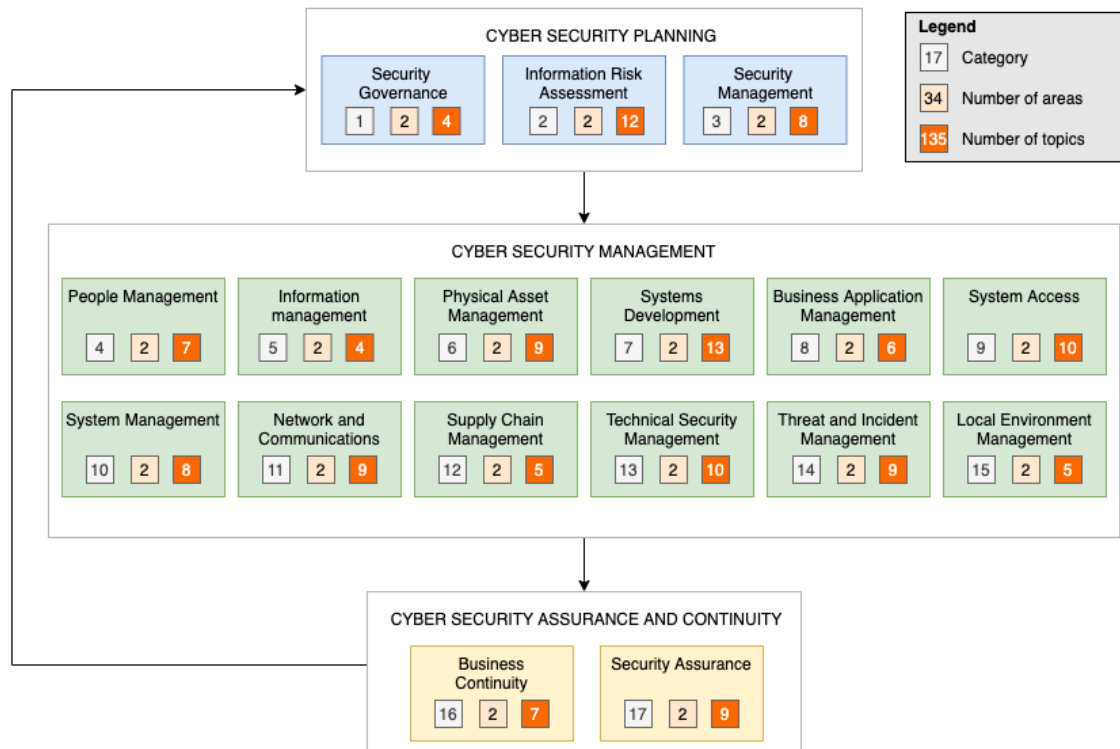 CYBER SECURITY PLANNING
Security
Governance
1 2 4
Information Risk
Assessment
2 2 12
Security
Management
3 2 8
Legend
17 Category
34 Number of areas
135 Number of topics
CYBER SECURITY MANAGEMENT
People Management
4 2 7
Information
management
5 2 4
Physical Asset
Management
6 2 9
Systems
Development
7 2 13
Business Application
Management
8 2 6
System Access
9 2 10
System Management
10 2 8
Network and
Communications
11 2 9
Supply Chain
Management
12 2 5
Technical Security
Management
13 2 10
Threat and Incident
Management
14 2 9
Local Environment
Management
15 2 5
CYBER SECURITY ASSURANCE AND CONTINUITY
Business
Continuity
16 2 7
Security Assurance
17 2 9